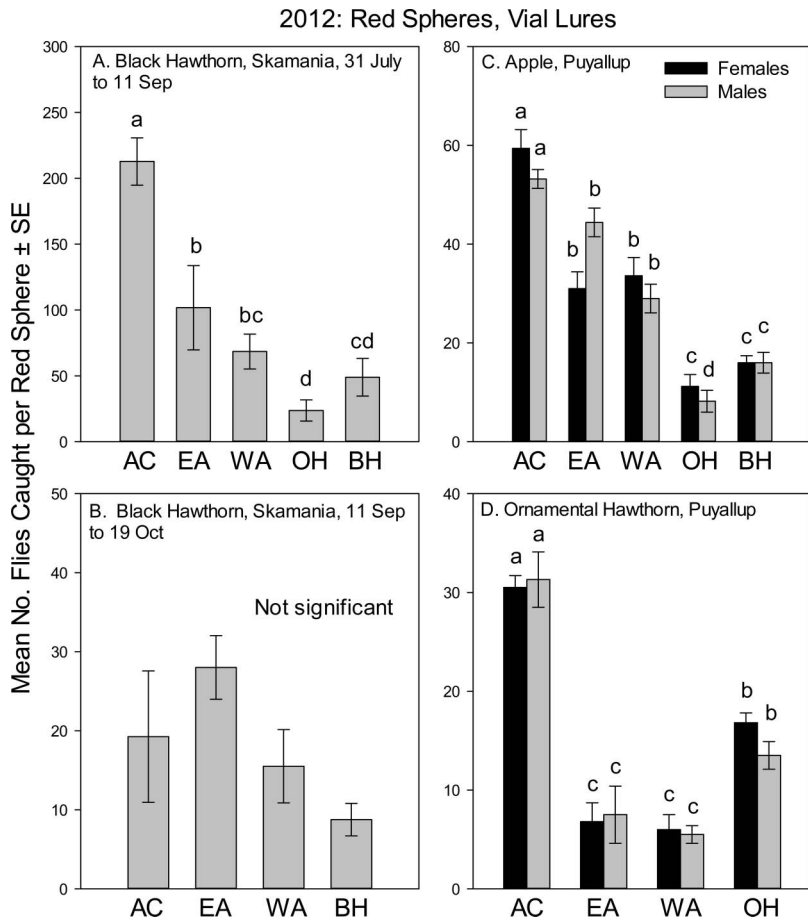 2012: Red Spheres, Vial Lures
Mean No. Flies Caught per Red Sphere ± SE
A. Black Hawthorn, Skamania, 31 July
to 11 Sep
300
250
200
150
100
50
0
a
b
bc
d
cd
AC EA WA OH BH
C. Apple, Puyallup
Females
Males
80
60
40
20
0
a a
b b
b b
c d
c c
AC EA WA OH BH
B. Black Hawthorn, Skamania, 11 Sep
to 19 Oct
Not significant
50
40
30
20
10
0
AC EA WA BH
D. Ornamental Hawthorn, Puyallup
40
30
20
10
0
a a
c c
c c
b b
AC EA WA OH